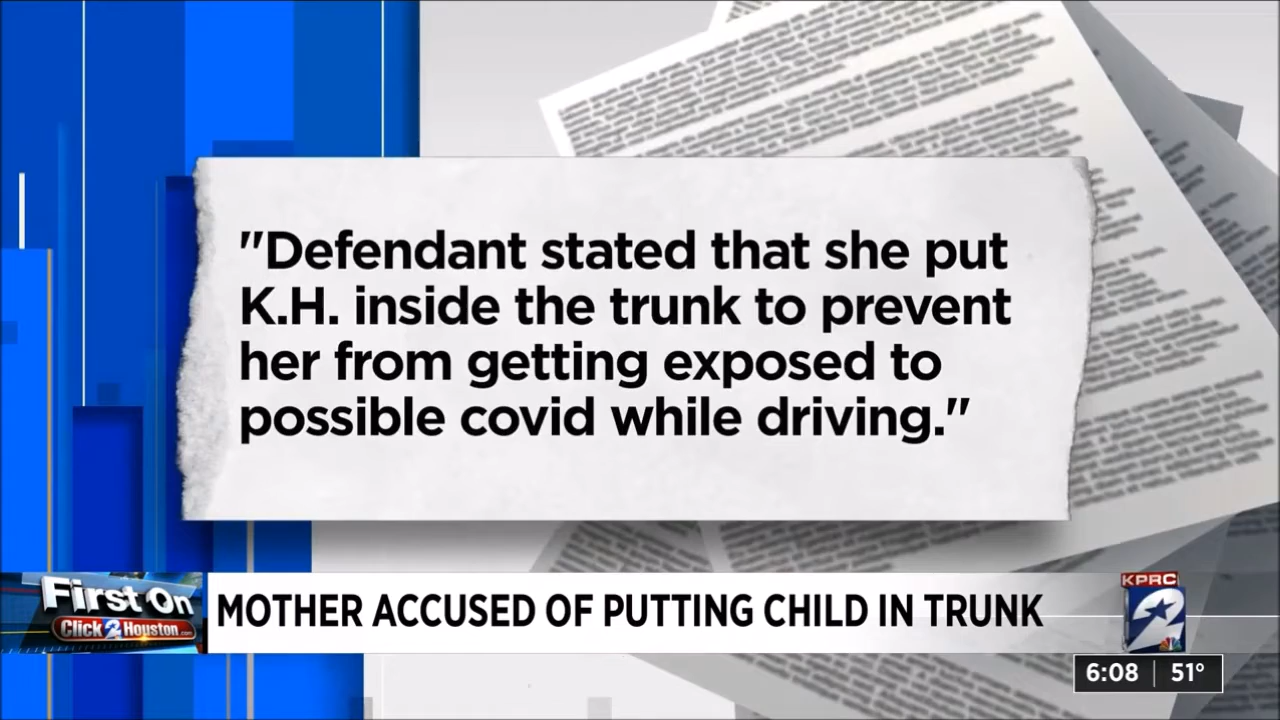 "Defendant stated that she put
K.H. inside the trunk to prevent
her from getting exposed to
possible covid while driving."
First On
Click2Houston.com
MOTHER ACCUSED OF PUTTING CHILD IN TRUNK
KPRC
2
6:08 51°